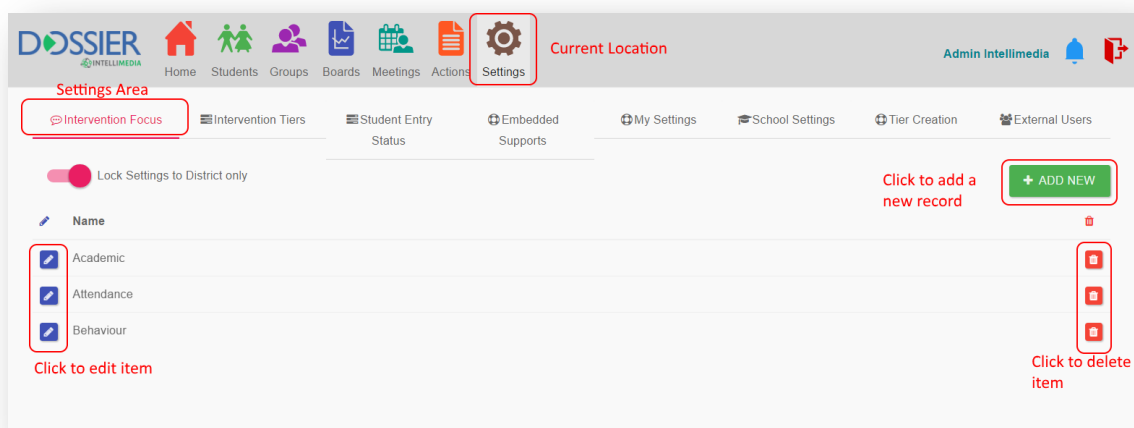 DOSSIER
INTELLIMEDIA
Home Students Groups Boards Meetings Actions Settings
Current Location
Admin Intellimedia
Settings Area
Intervention Focus
Intervention Tiers
Student Entry
Status
Embedded
Supports
My Settings
School Settings
Tier Creation
External Users
Lock Settings to District only
Click to add a
new record
+ ADD NEW
Name
Academic
Attendance
Behaviour
Click to edit item
Click to delete
item